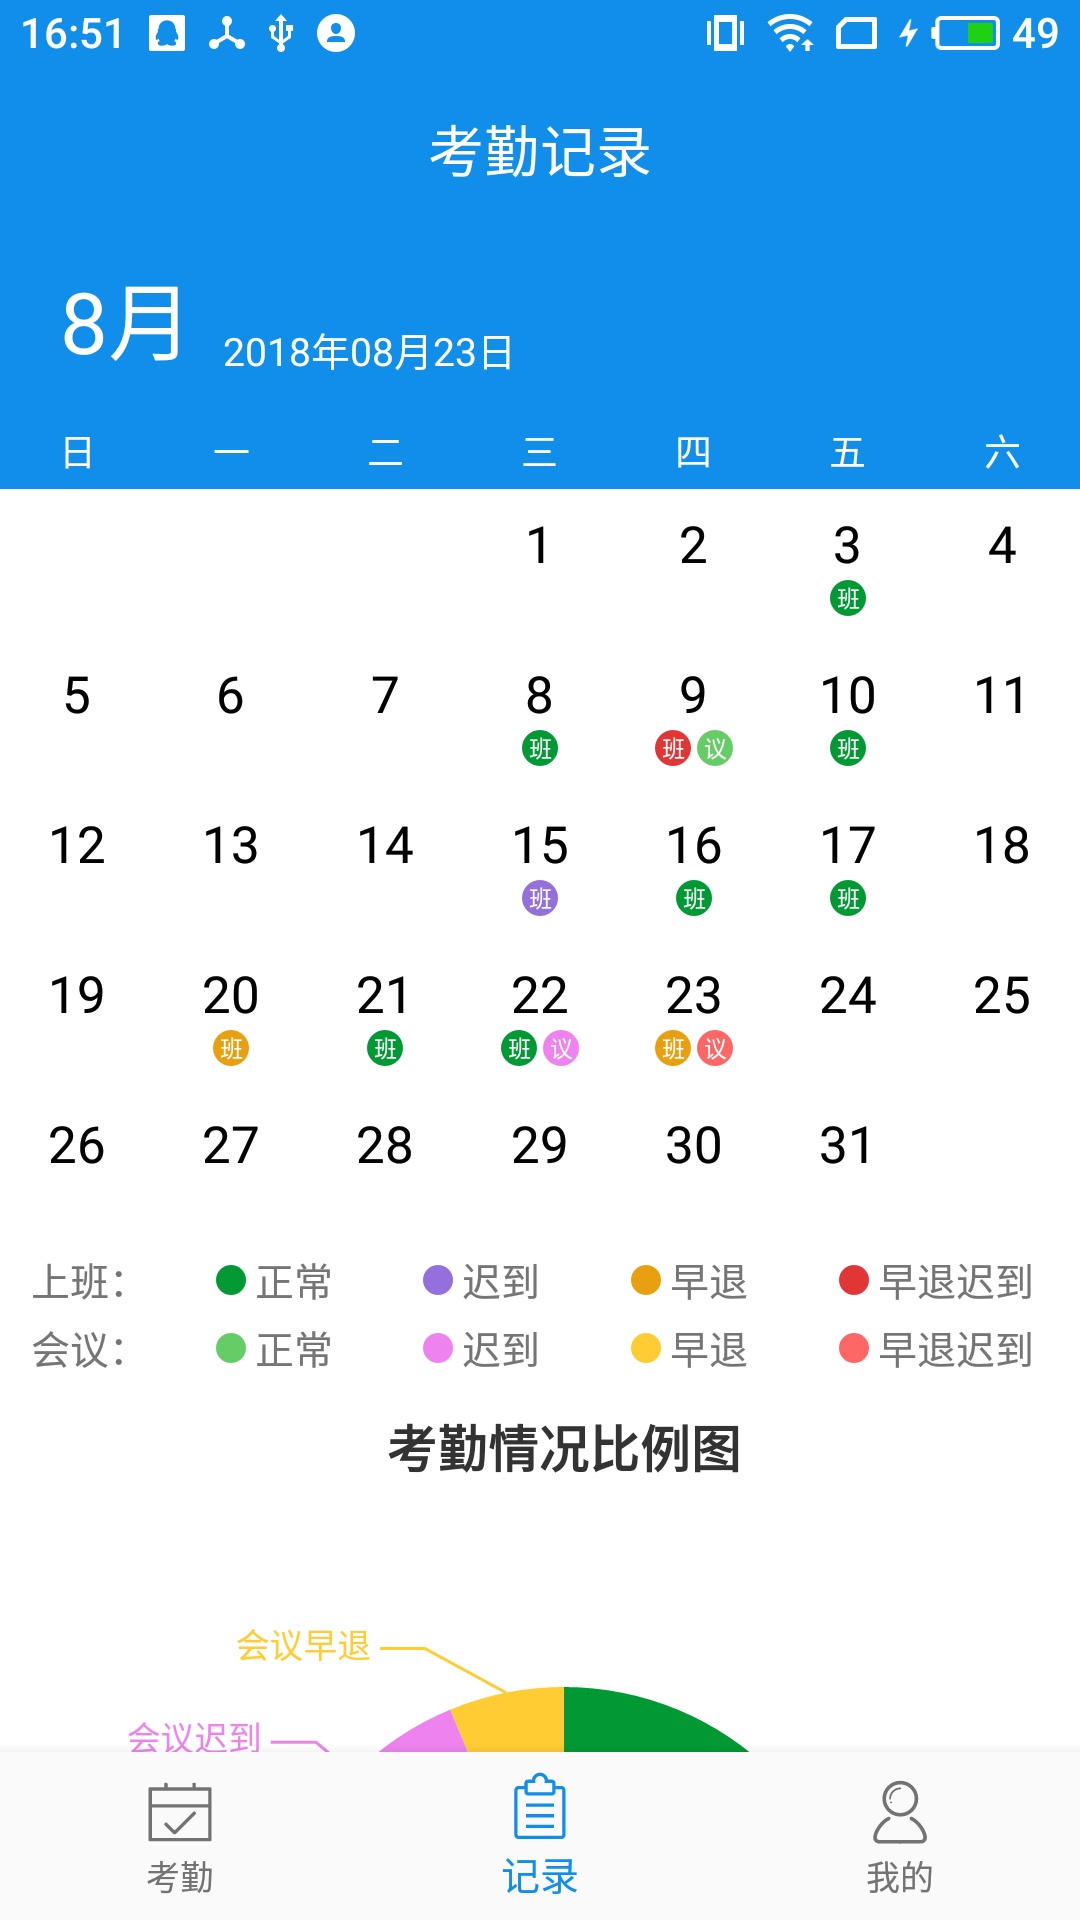 16:51 49
考勤记录
8月 2018年08月23日
日 一 二 三 四 五 六
1 2 3 4
班
5 6 7 8 9 10 11
班 班 议 班
12 13 14 15 16 17 18
班 班 班
19 20 21 22 23 24 25
班 班 班 议 班 议
26 27 28 29 30 31
上班： 正常 迟到 早退 早退迟到
会议： 正常 迟到 早退 早退迟到
考勤情况比例图
会议早退
会议迟到
考勤 记录 我的